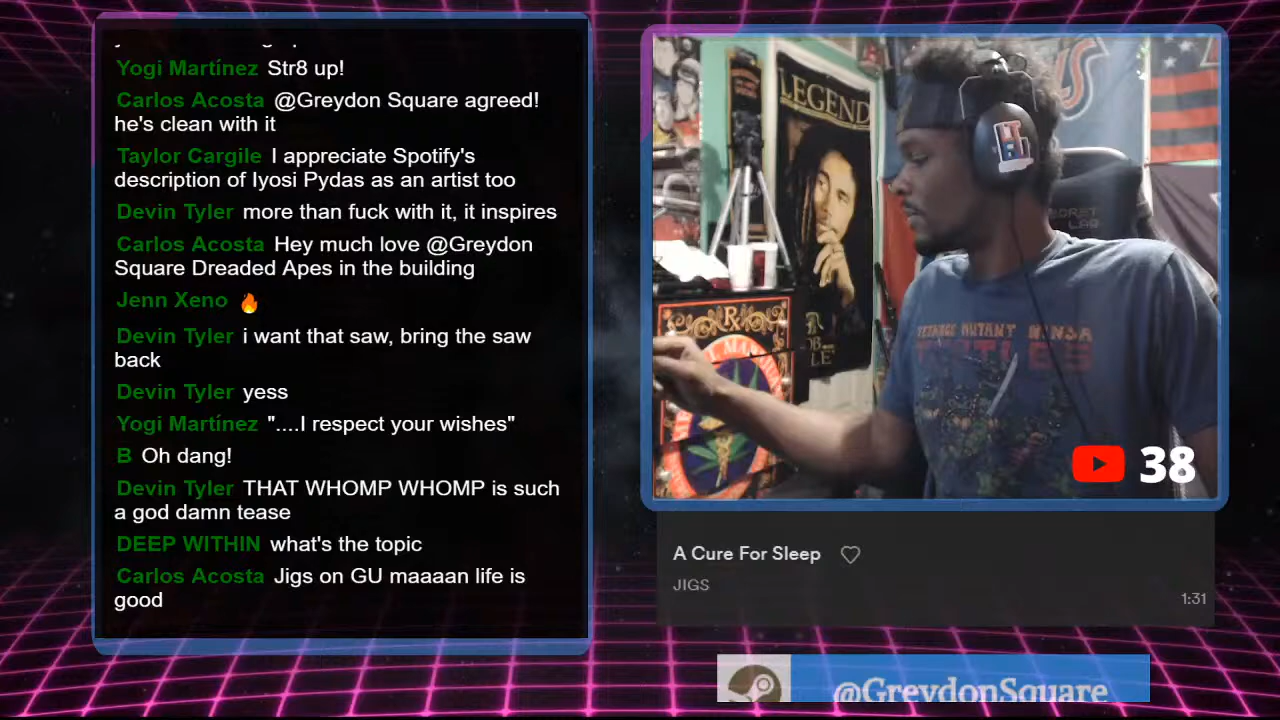 Yogi Martínez Str8 up!
Carlos Acosta @Greydon Square agreed!
he's clean with it
Taylor Cargile I appreciate Spotify's
description of Iyosi Pydas as an artist too
Devin Tyler more than fuck with it, it inspires
Carlos Acosta Hey much love @Greydon
Square Dreaded Apes in the building
Jenn Xeno 🔥
Devin Tyler i want that saw, bring the saw
back
Devin Tyler yess
Yogi Martínez "....I respect your wishes"
B Oh dang!
Devin Tyler THAT WHOMP WHOMP is such
a god damn tease
DEEP WITHIN what's the topic
Carlos Acosta Jigs on GU maaaan life is
good
LEGEND
SECRET
LAB
TEENAGE MUTANT NINJA
TURTLES
38
A Cure For Sleep
JIGS
1:31
@GreydonSquare